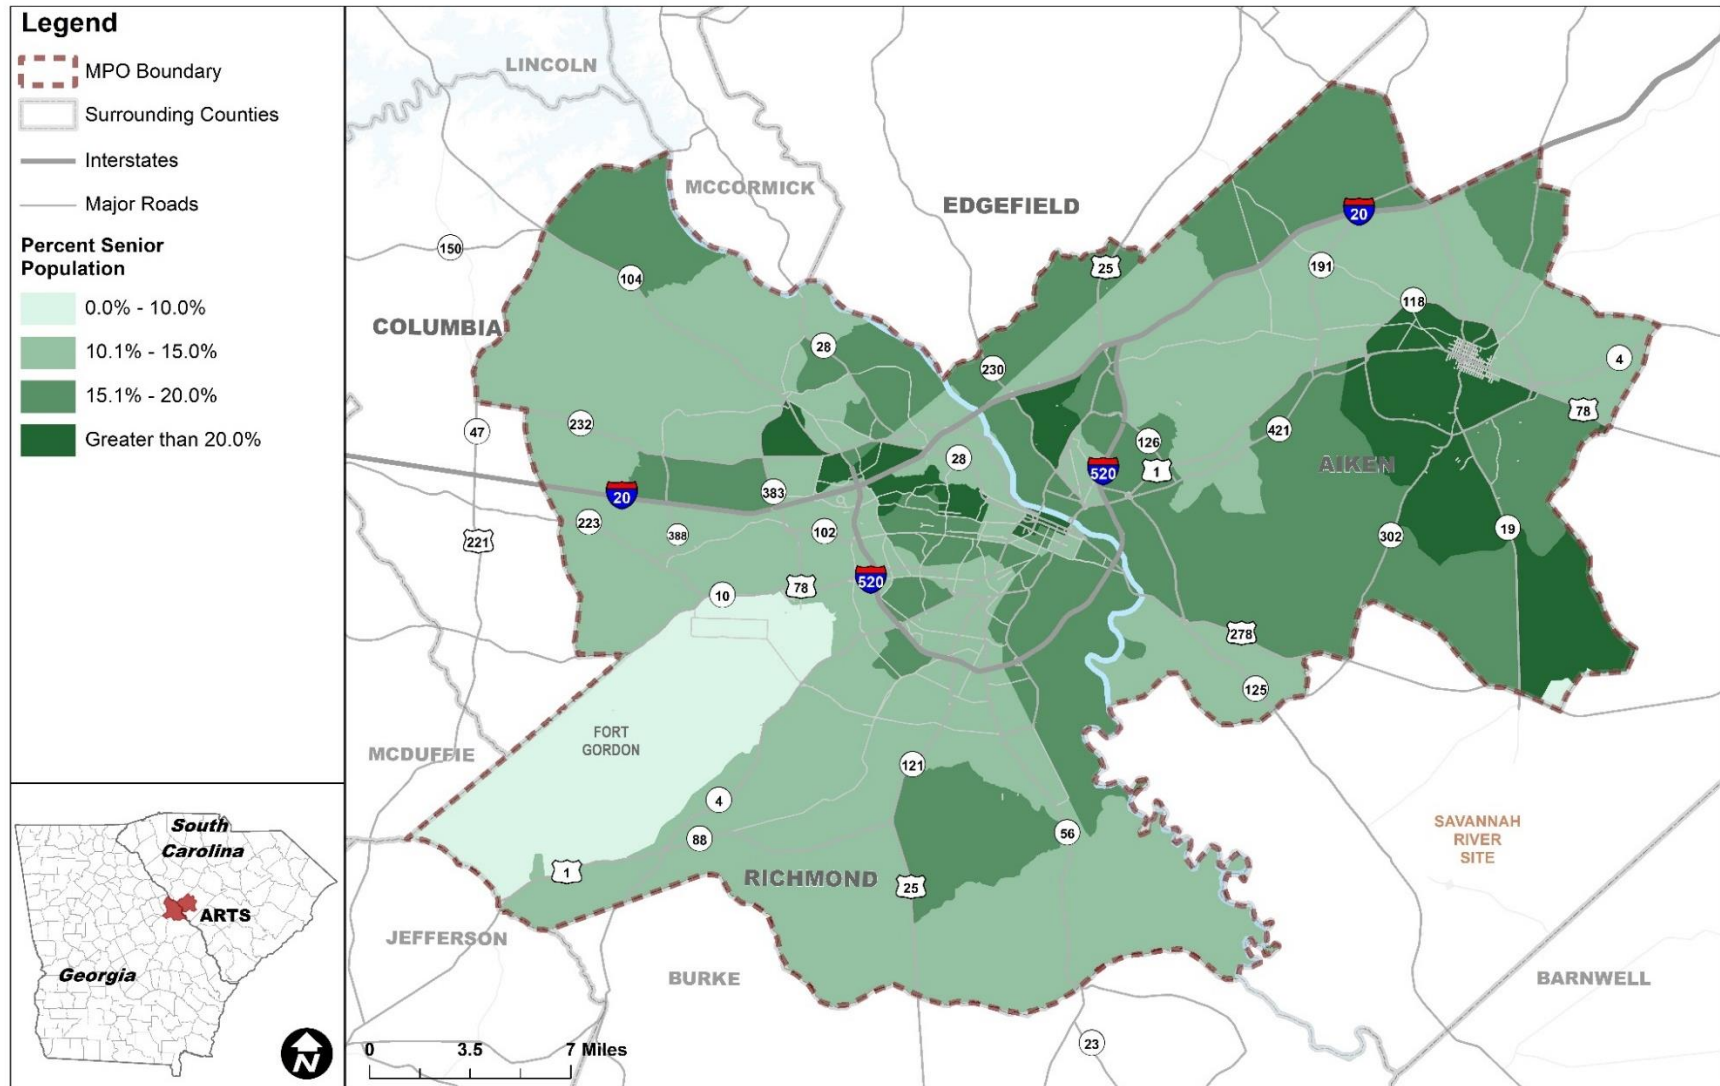 Legend
MPO Boundary
Surrounding Counties
Interstates
Major Roads
Percent Senior
Population
0.0% - 10.0%
10.1% - 15.0%
15.1% - 20.0%
Greater than 20.0%
South
Carolina
ARTS
Georgia
N
LINCOLN
MCCORMICK
EDGEFIELD
20
150
104
25
191
118
COLUMBIA
28
230
4
78
47
232
126
421
28
520
1
AIKEN
20
383
223
388
102
221
302
19
520
78
10
278
125
FORT
GORDON
MCDUFFIE
121
4
88
56
SAVANNAH
RIVER
SITE
1
RICHMOND
25
JEFFERSON
BURKE
BARNWELL
23
0 3.5 7 Miles